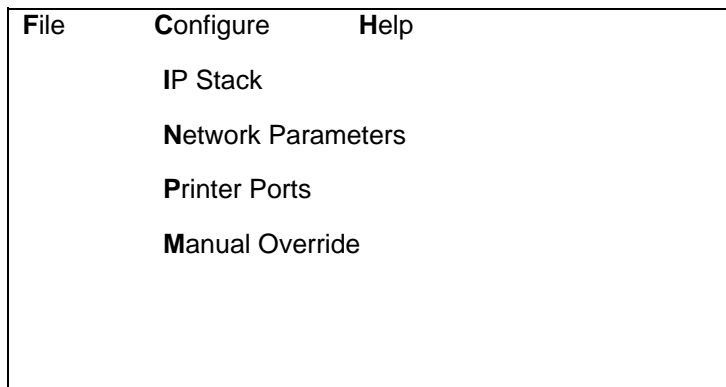 File Configure Help
IP Stack
Network Parameters
Printer Ports
Manual Override